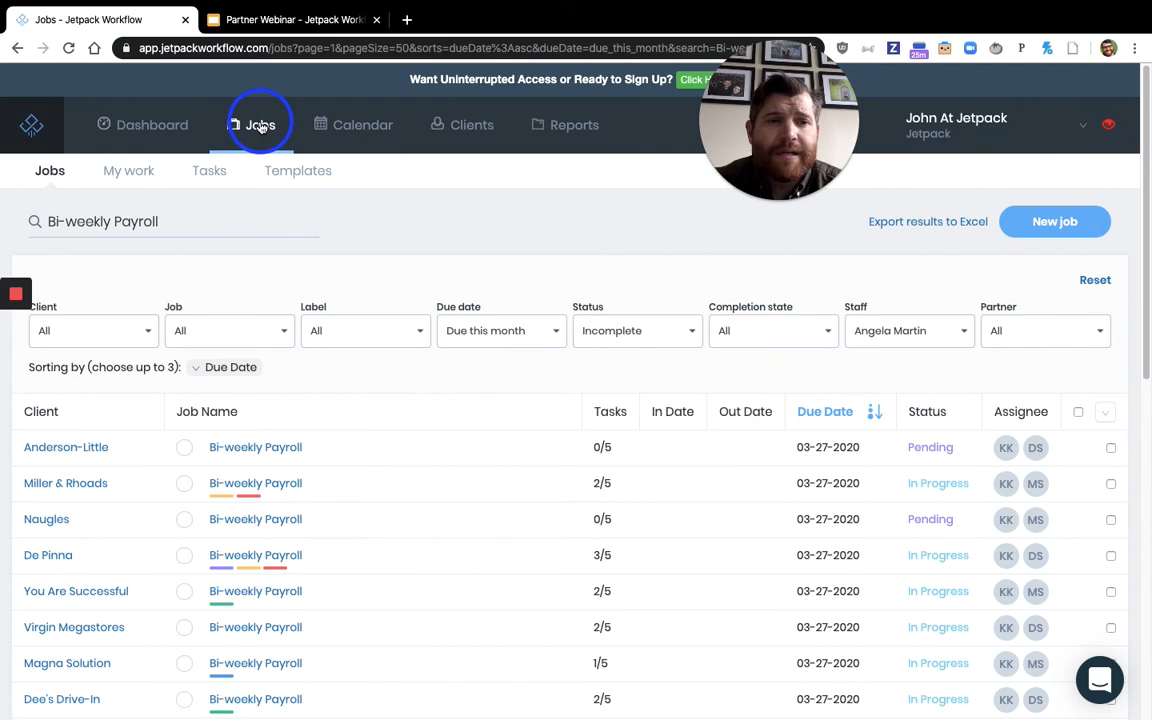 Jobs - Jetpack Workflow
Partner Webinar - Jetpack Work
app.jetpackworkflow.com/jobs?page=1&pageSize=50&sorts=dueDate%3Aasc&dueDate=due_this_month&search=Bi-we
25m
Want Uninterrupted Access or Ready to Sign Up? Click H
Dashboard Jobs Calendar Clients Reports
John At Jetpack
Jetpack
Jobs My work Tasks Templates
Bi-weekly Payroll
Export results to Excel New job
Reset
Client Job Label Due date Status Completion state Staff Partner
All All All Due this month Incomplete All Angela Martin All
Sorting by (choose up to 3): Due Date
Client Job Name Tasks In Date Out Date Due Date Status Assignee
Anderson-Little Bi-weekly Payroll 0/5 03-27-2020 Pending KK DS
Miller & Rhoads Bi-weekly Payroll 2/5 03-27-2020 In Progress KK MS
Naugles Bi-weekly Payroll 0/5 03-27-2020 Pending KK MS
De Pinna Bi-weekly Payroll 3/5 03-27-2020 In Progress KK DS
You Are Successful Bi-weekly Payroll 2/5 03-27-2020 In Progress KK MS
Virgin Megastores Bi-weekly Payroll 2/5 03-27-2020 In Progress KK DS
Magna Solution Bi-weekly Payroll 1/5 03-27-2020 In Progress KK MS
Dee's Drive-In Bi-weekly Payroll 2/5 03-27-2020 In Progress KK DS